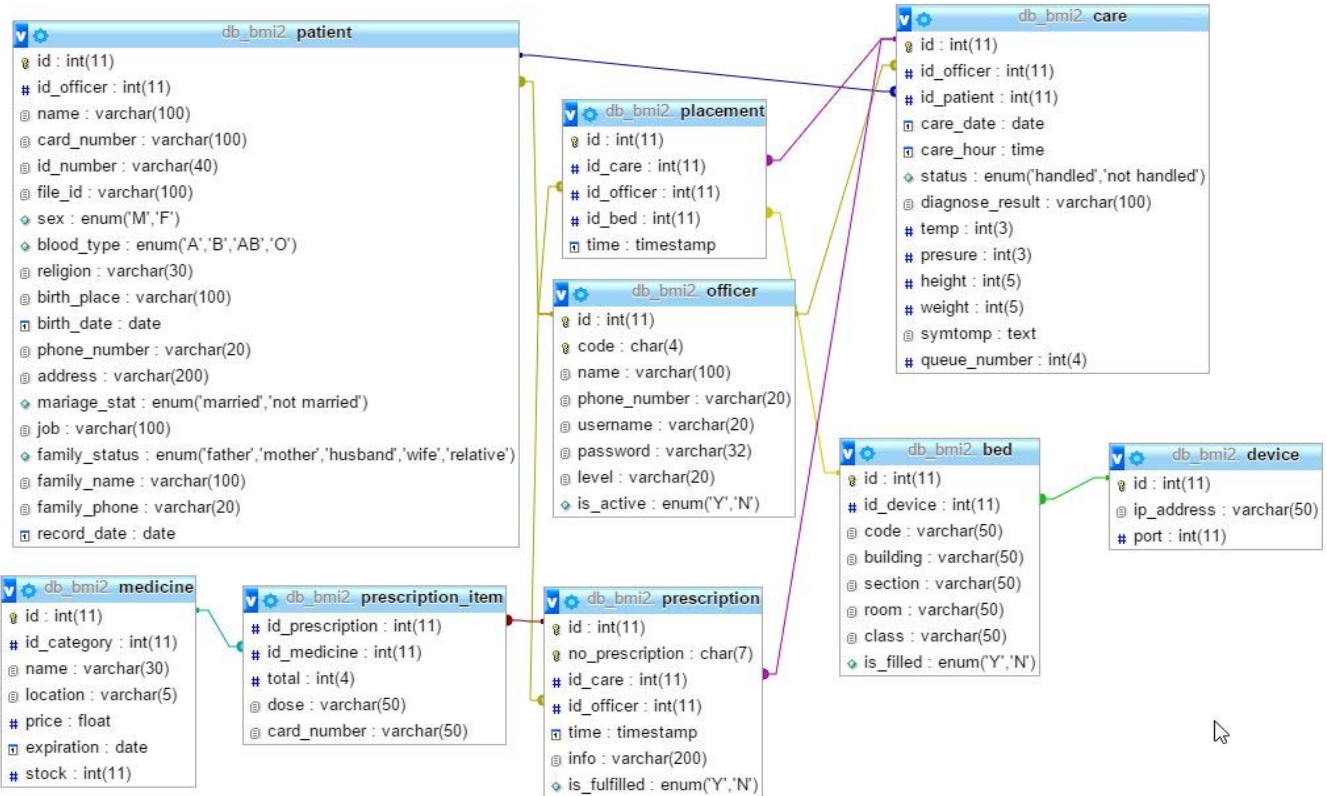 db_bmi2. patient
id : int(11)
id_officer : int(11)
name : varchar(100)
card_number : varchar(100)
id_number : varchar(40)
file_id : varchar(100)
sex : enum('M','F')
blood_type : enum('A','B','AB','O')
religion : varchar(30)
birth_place : varchar(100)
birth_date : date
phone_number : varchar(20)
address : varchar(200)
mariage_stat : enum('married','not married')
job : varchar(100)
family_status : enum('father','mother','husband','wife','relative')
family_name : varchar(100)
family_phone : varchar(20)
record_date : date
db_bmi2. placement
id : int(11)
id_care : int(11)
id_officer : int(11)
id_bed : int(11)
time : timestamp
db_bmi2. care
id : int(11)
id_officer : int(11)
id_patient : int(11)
care_date : date
care_hour : time
status : enum('handled','not handled')
diagnose_result : varchar(100)
temp : int(3)
presure : int(3)
height : int(5)
weight : int(5)
symtomp : text
queue_number : int(4)
db_bmi2. officer
id : int(11)
code : char(4)
name : varchar(100)
phone_number : varchar(20)
username : varchar(20)
password : varchar(32)
level : varchar(20)
is_active : enum('Y','N')
db_bmi2. bed
id : int(11)
id_device : int(11)
code : varchar(50)
building : varchar(50)
section : varchar(50)
room : varchar(50)
class : varchar(50)
is_filled : enum('Y','N')
db_bmi2. device
id : int(11)
ip_address : varchar(50)
port : int(11)
db_bmi2. medicine
id : int(11)
id_category : int(11)
name : varchar(30)
location : varchar(5)
price : float
expiration : date
stock : int(11)
db_bmi2. prescription_item
id_prescription : int(11)
id_medicine : int(11)
total : int(4)
dose : varchar(50)
card_number : varchar(50)
db_bmi2. prescription
id : int(11)
no_prescription : char(7)
id_care : int(11)
id_officer : int(11)
time : timestamp
info : varchar(200)
is_fulfilled : enum('Y','N')